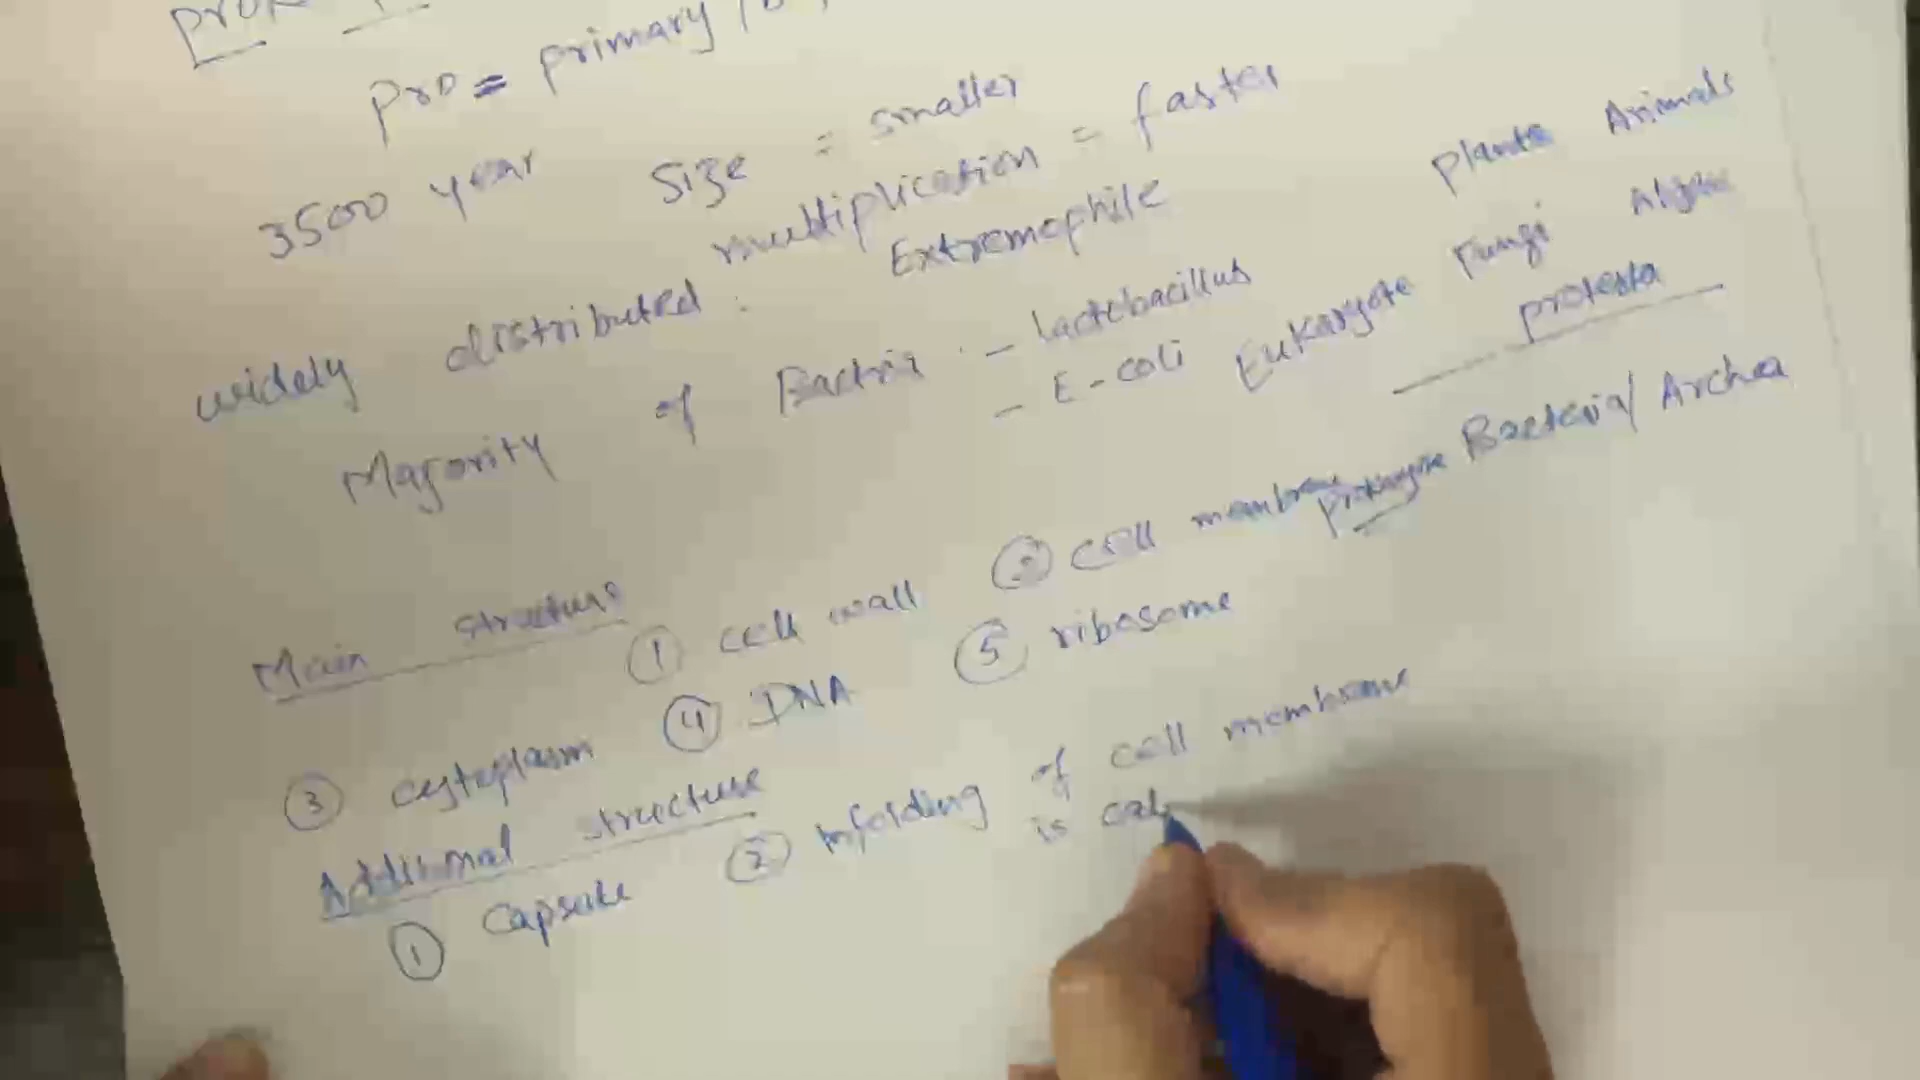 Pro = primary
3500 year Size = smaller
multiplication = faster
widely distributed : Extremophile
Majority of Bactria - lactobacillus
- E-coli
Plants Animals
Eukaryote Fungi Algae
protesta
Prokaryote Bacteria/ Archea
Main structure ① cell wall ② cell membrane
③ cytoplasm ④ DNA ⑤ ribosome
Additional structure
① Capsule ② infolding of cell membrane
is cal